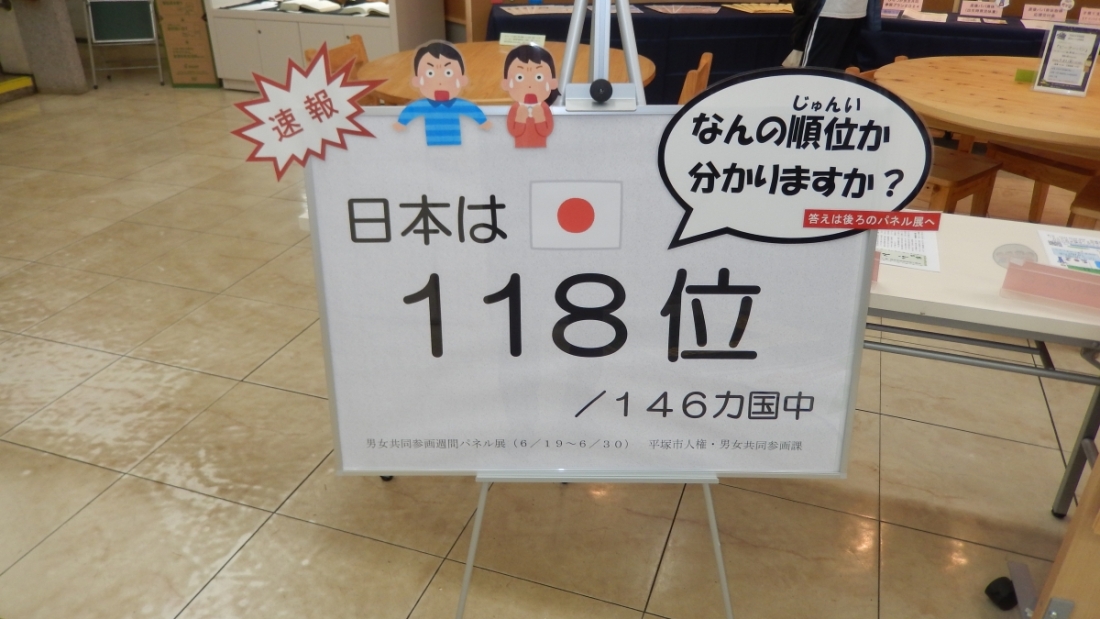 速報
じゅんい
なんの順位か
分かりますか？
答えは後ろのパネル展へ
日本は
118位
／１４６カ国中
男女共同参画週間パネル展（６／１９～６／３０）　平塚市人権・男女共同参画課